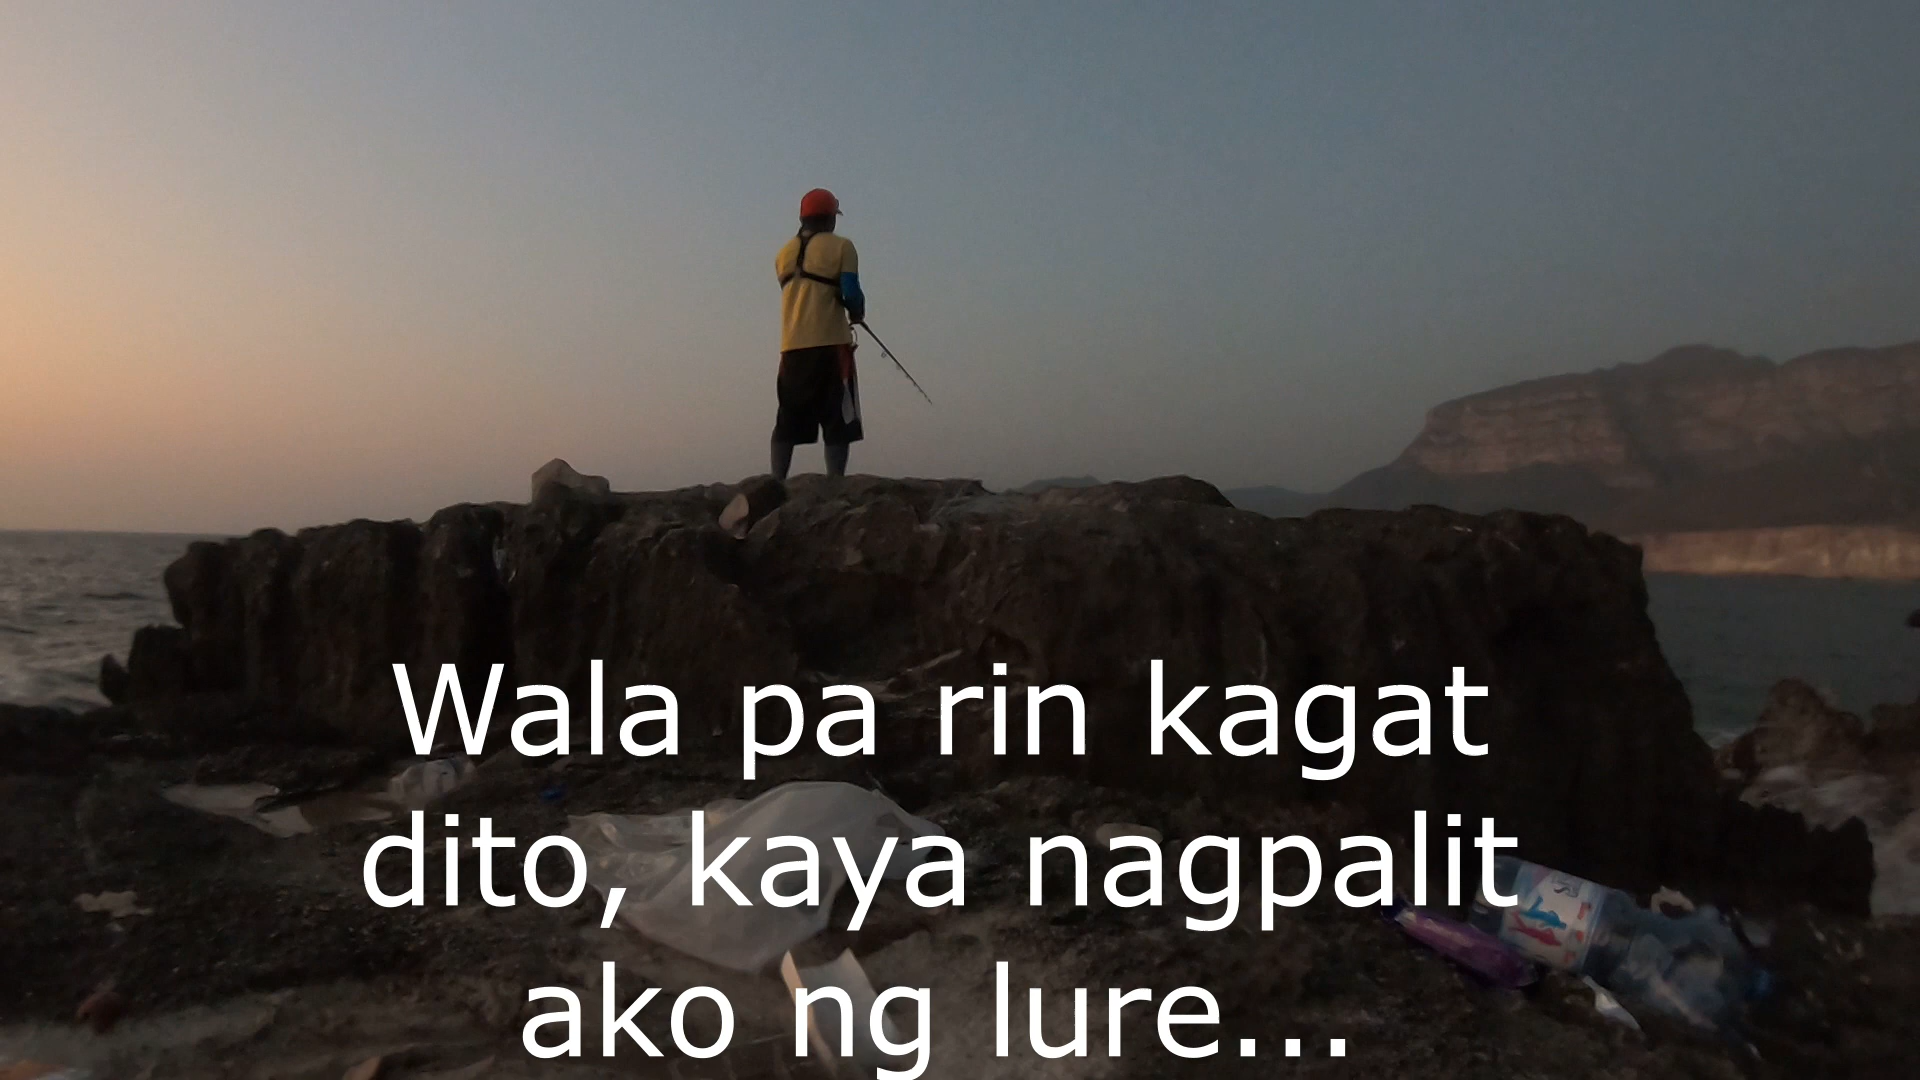 Wala pa rin kagat
dito, kaya nagpalit
ako ng lure...